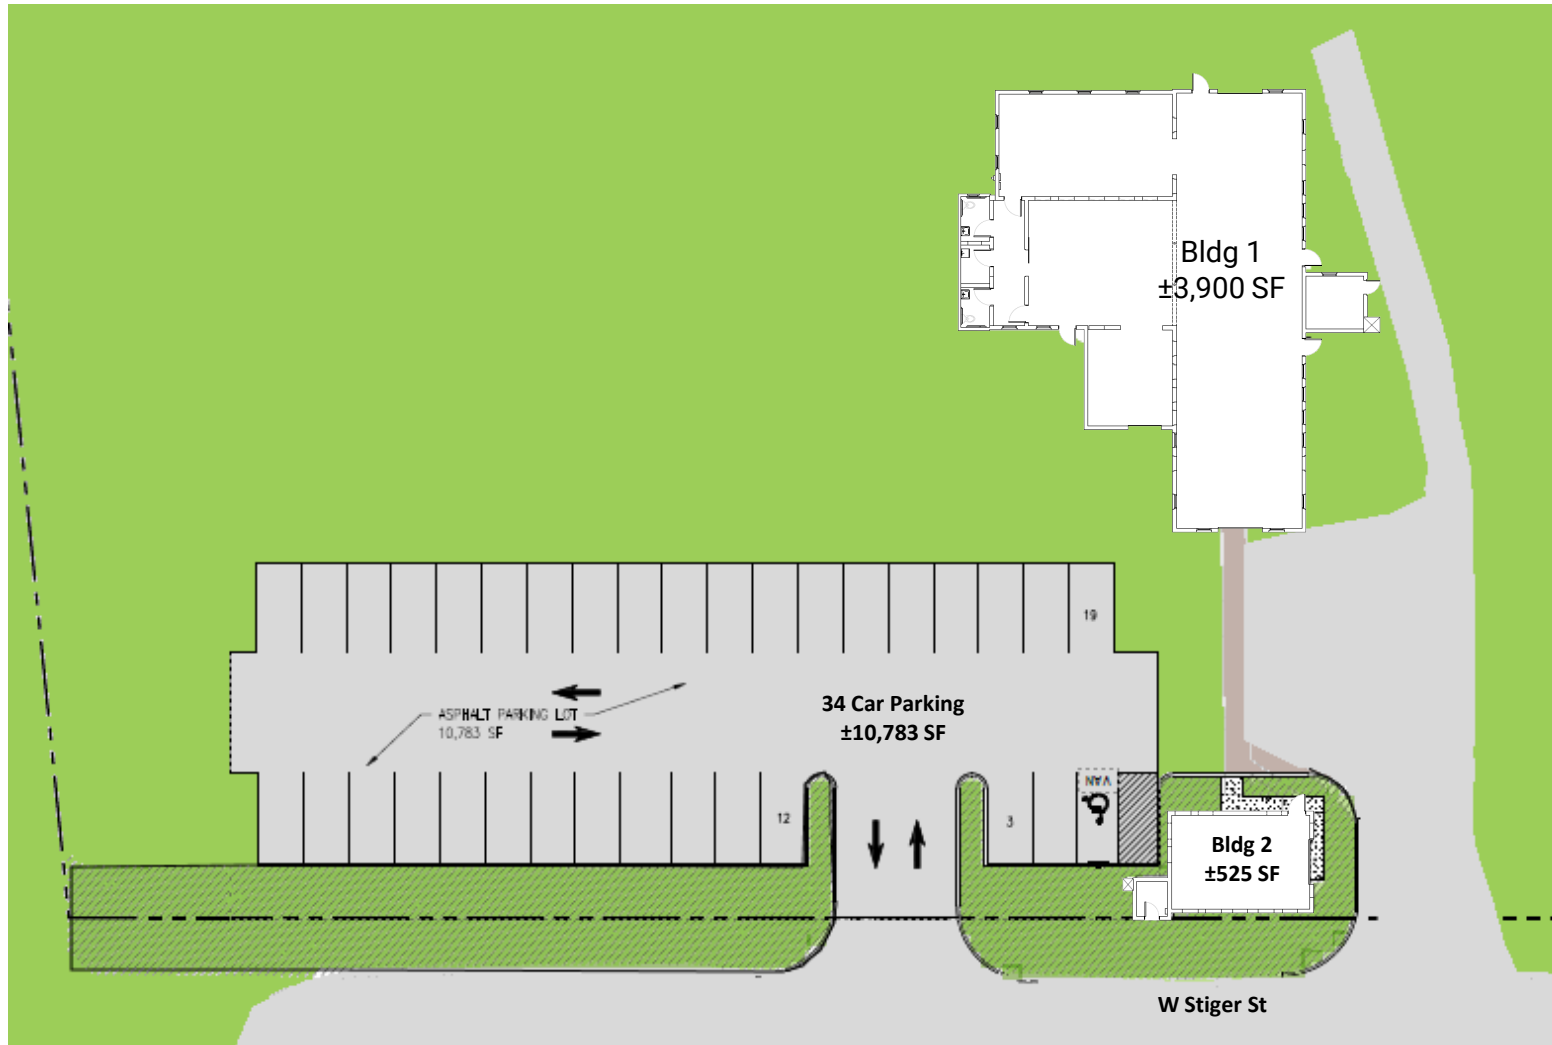 Bldg 1
±3,900 SF
19
ASPHALT PARKING LOT
10,783 SF
34 Car Parking
±10,783 SF
12
3
VAN
Bldg 2
±525 SF
W Stiger St